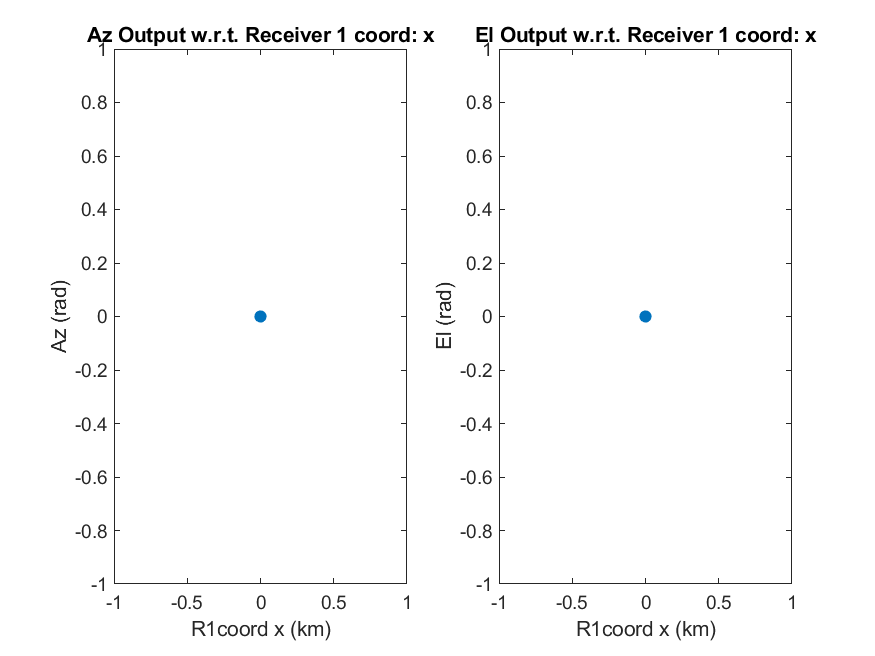 Az Output w.r.t. Receiver 1 coord: x
1
0.8
0.6
0.4
0.2
0
-0.2
-0.4
-0.6
-0.8
-1
Az (rad)
-1 -0.5 0 0.5 1
R1coord x (km)
El Output w.r.t. Receiver 1 coord: x
1
0.8
0.6
0.4
0.2
0
-0.2
-0.4
-0.6
-0.8
-1
El (rad)
-1 -0.5 0 0.5 1
R1coord x (km)